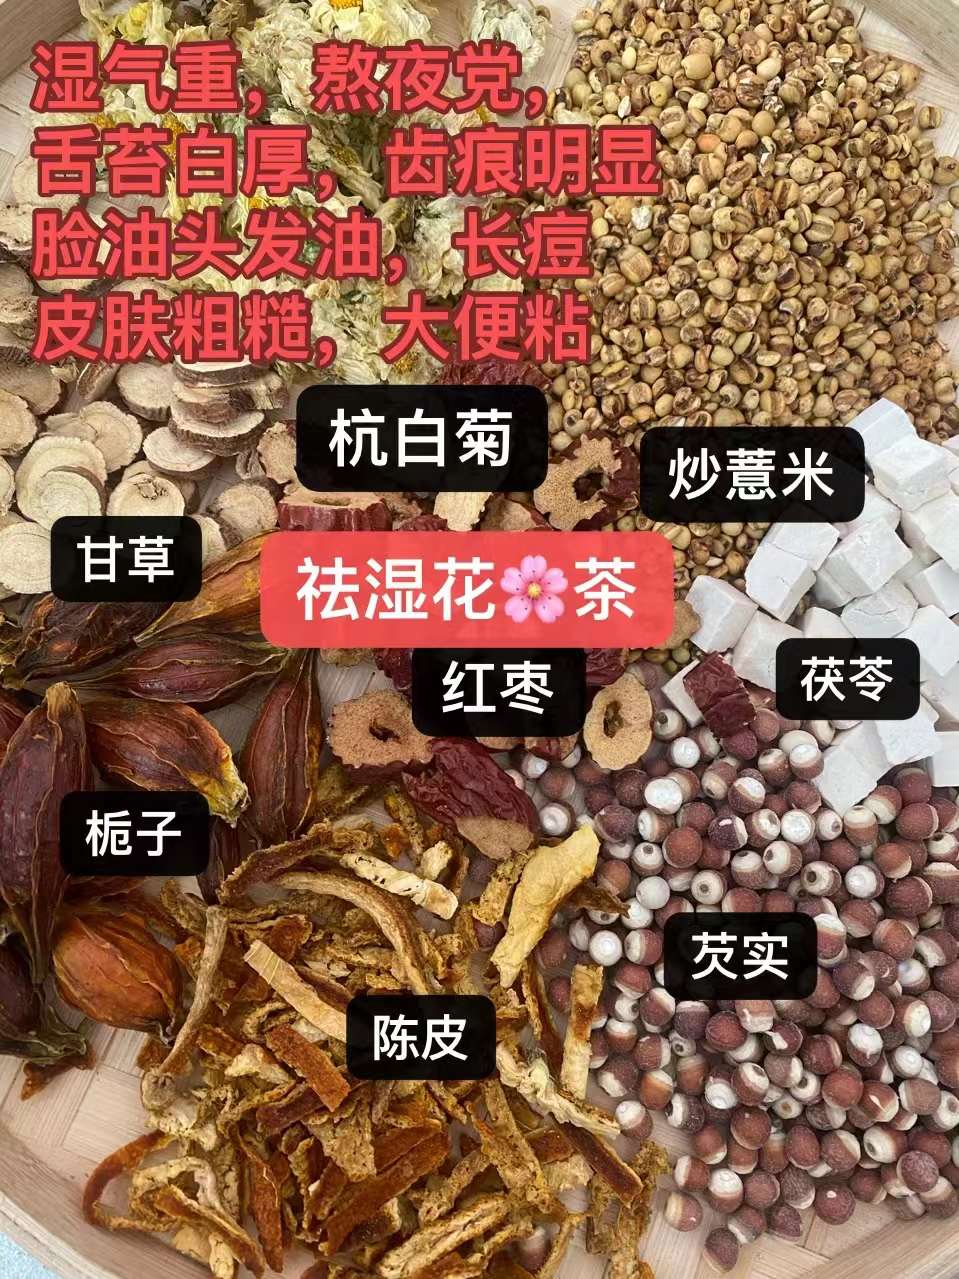 湿气重，熬夜党，
舌苔白厚，齿痕明显
脸油头发油，长痘
皮肤粗糙，大便粘
杭白菊
炒薏米
甘草
祛湿花🌸茶
红枣
茯苓
栀子
芡实
陈皮